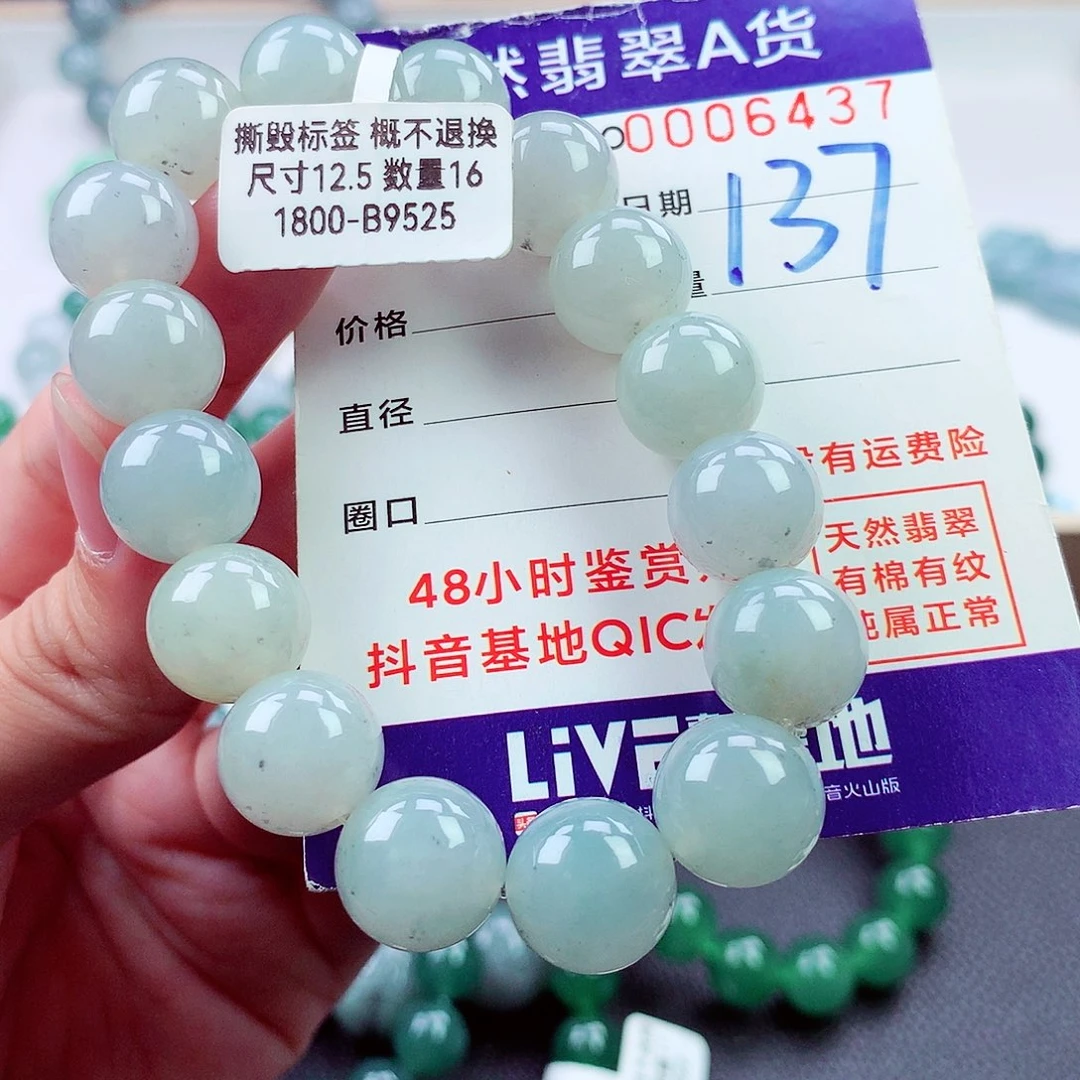 然翡翠A货
撕毁标签 概不退换
尺寸12.5 数量16
1800-B9525
0006437
日期
137
量
价格
直径
圈口
有运费险
天然翡翠
有棉有纹
纯属正常
48小时鉴赏
抖音基地QIC
LiVE
地
音火山版